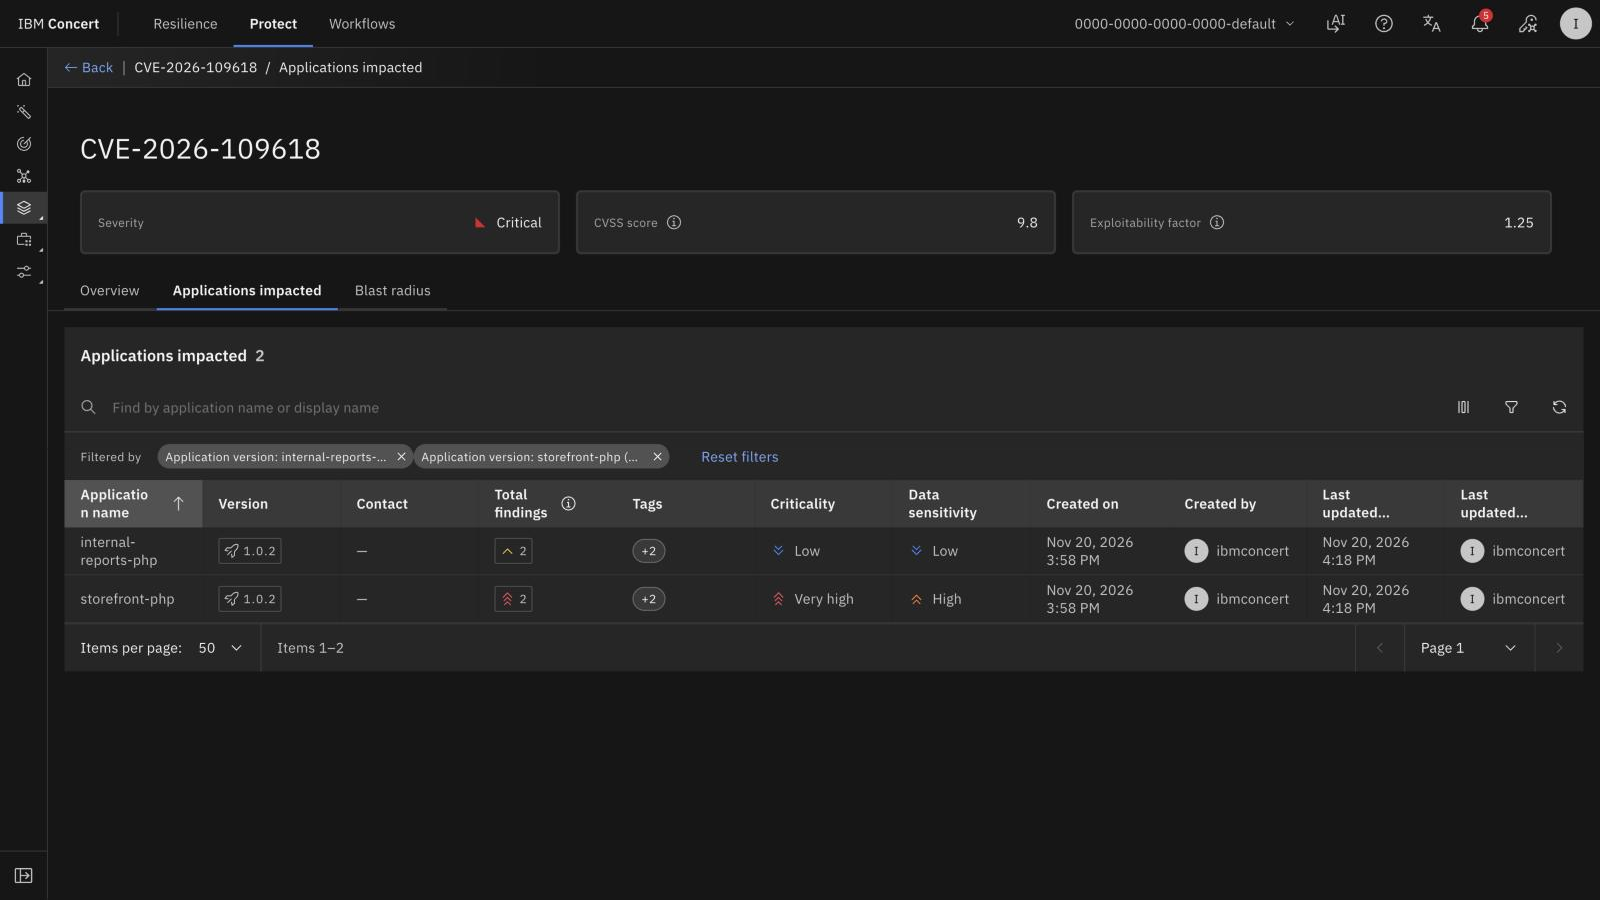 IBM Concert
Resilience
Protect
Workflows
0000-0000-0000-0000-default
AI
5
I
← Back | CVE-2026-109618 / Applications impacted
CVE-2026-109618
Severity
Critical
CVSS score
9.8
Exploitability factor
1.25
Overview
Applications impacted
Blast radius
Applications impacted 2
Find by application name or display name
Filtered by
Application version: internal-reports-...
Application version: storefront-php (...
Reset filters
Applicatio
n name
Version
Contact
Total
findings
Tags
Criticality
Data
sensitivity
Created on
Created by
Last
updated...
Last
updated...
internal-
reports-php
1.0.2
—
2
+2
Low
Low
Nov 20, 2026
3:58 PM
I
ibmconcert
Nov 20, 2026
4:18 PM
I
ibmconcert
storefront-php
1.0.2
—
2
+2
Very high
High
Nov 20, 2026
3:58 PM
I
ibmconcert
Nov 20, 2026
4:18 PM
I
ibmconcert
Items per page: 50
Items 1–2
Page 1